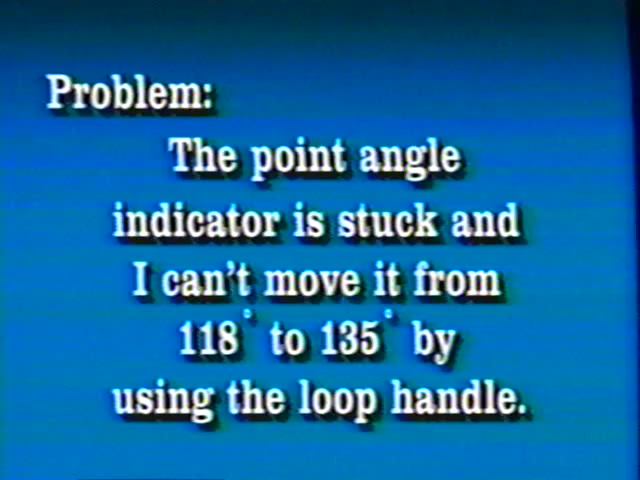 Problem:
The point angle
indicator is stuck and
I can't move it from
118° to 135° by
using the loop handle.